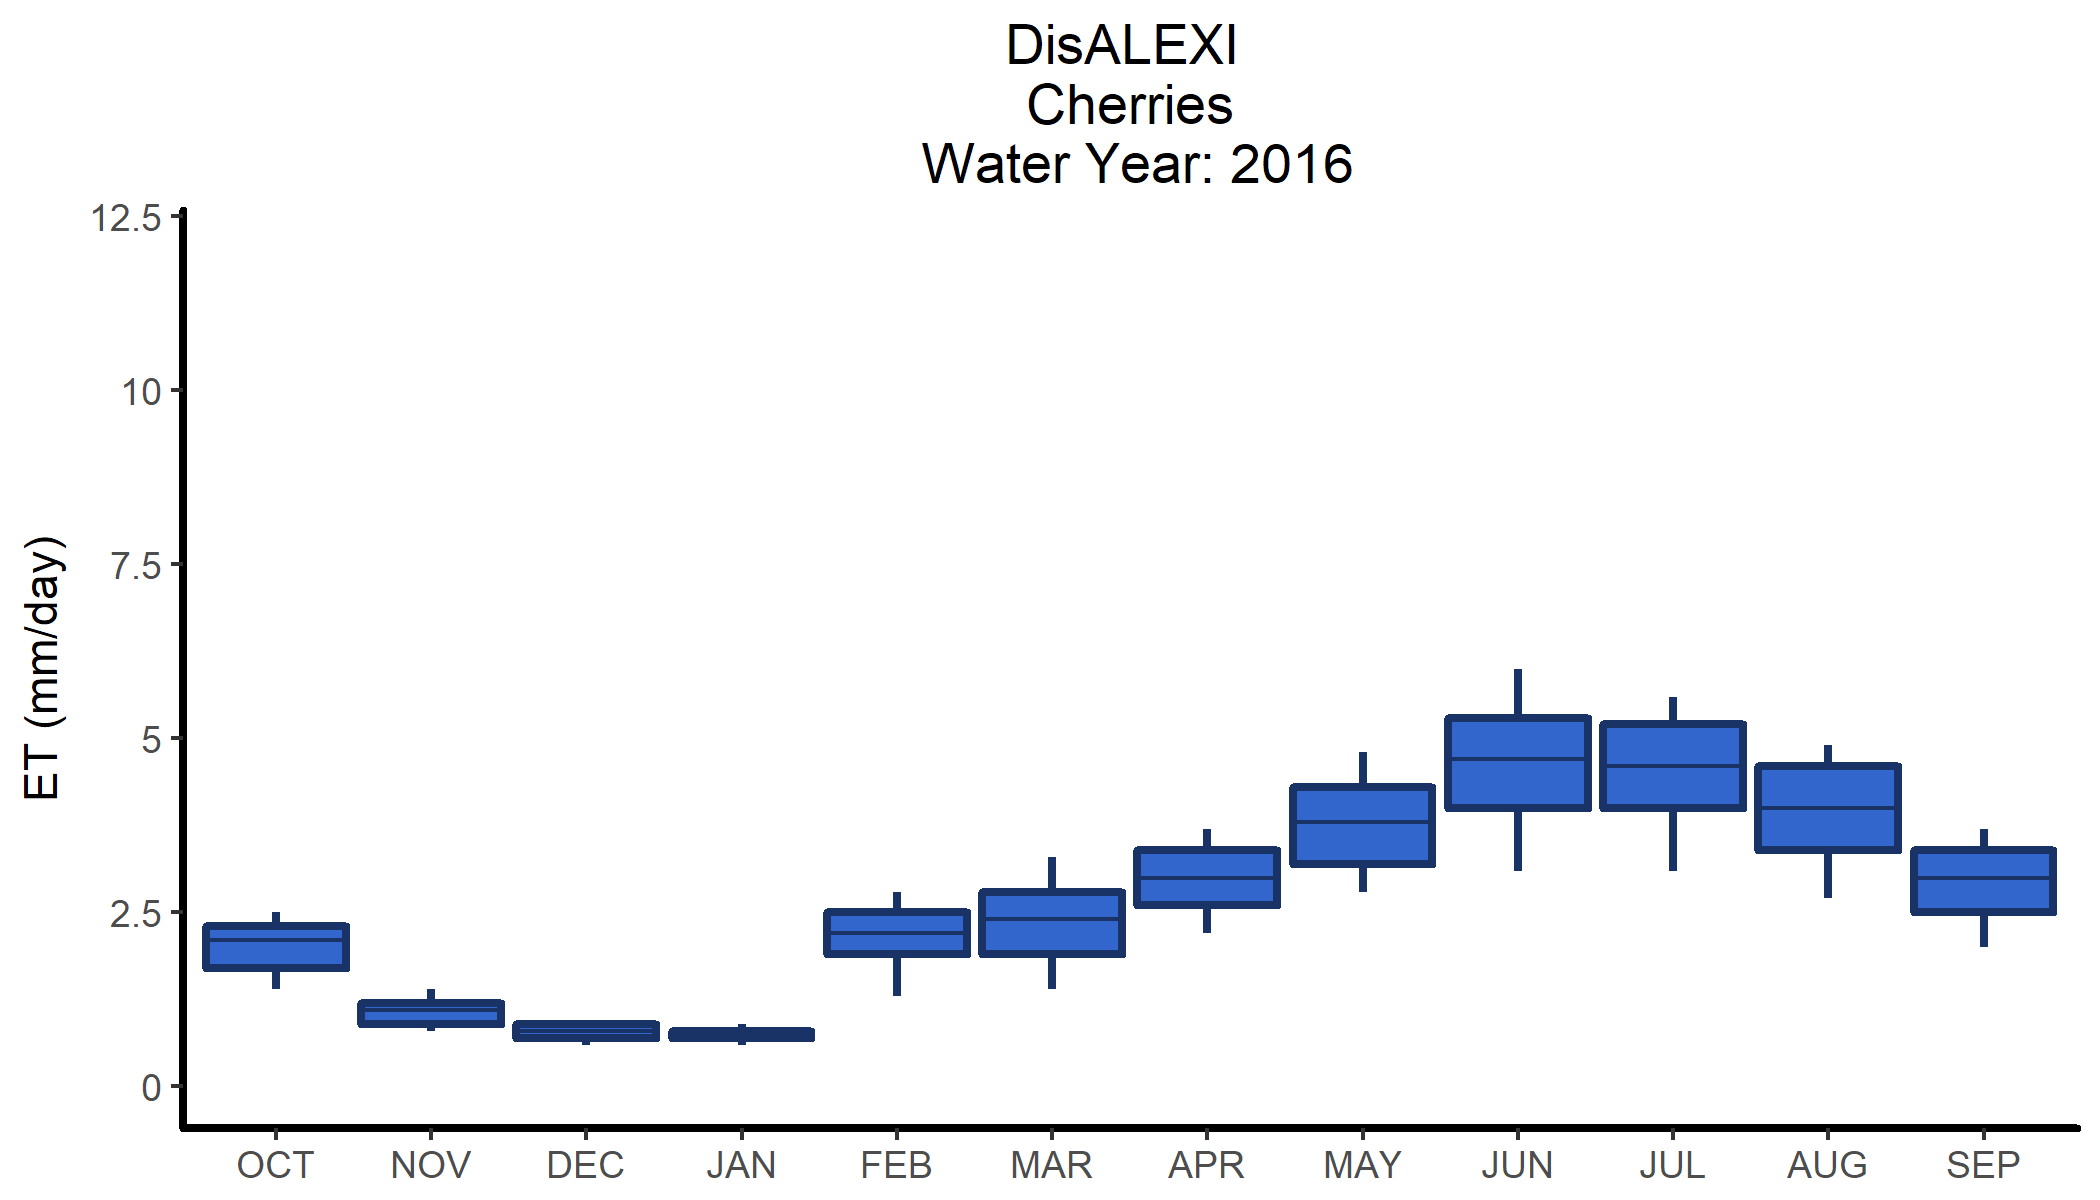 DisALEXI
Cherries
Water Year: 2016
12.5
10
7.5
5
2.5
0
ET (mm/day)
OCT NOV DEC JAN FEB MAR APR MAY JUN JUL AUG SEP